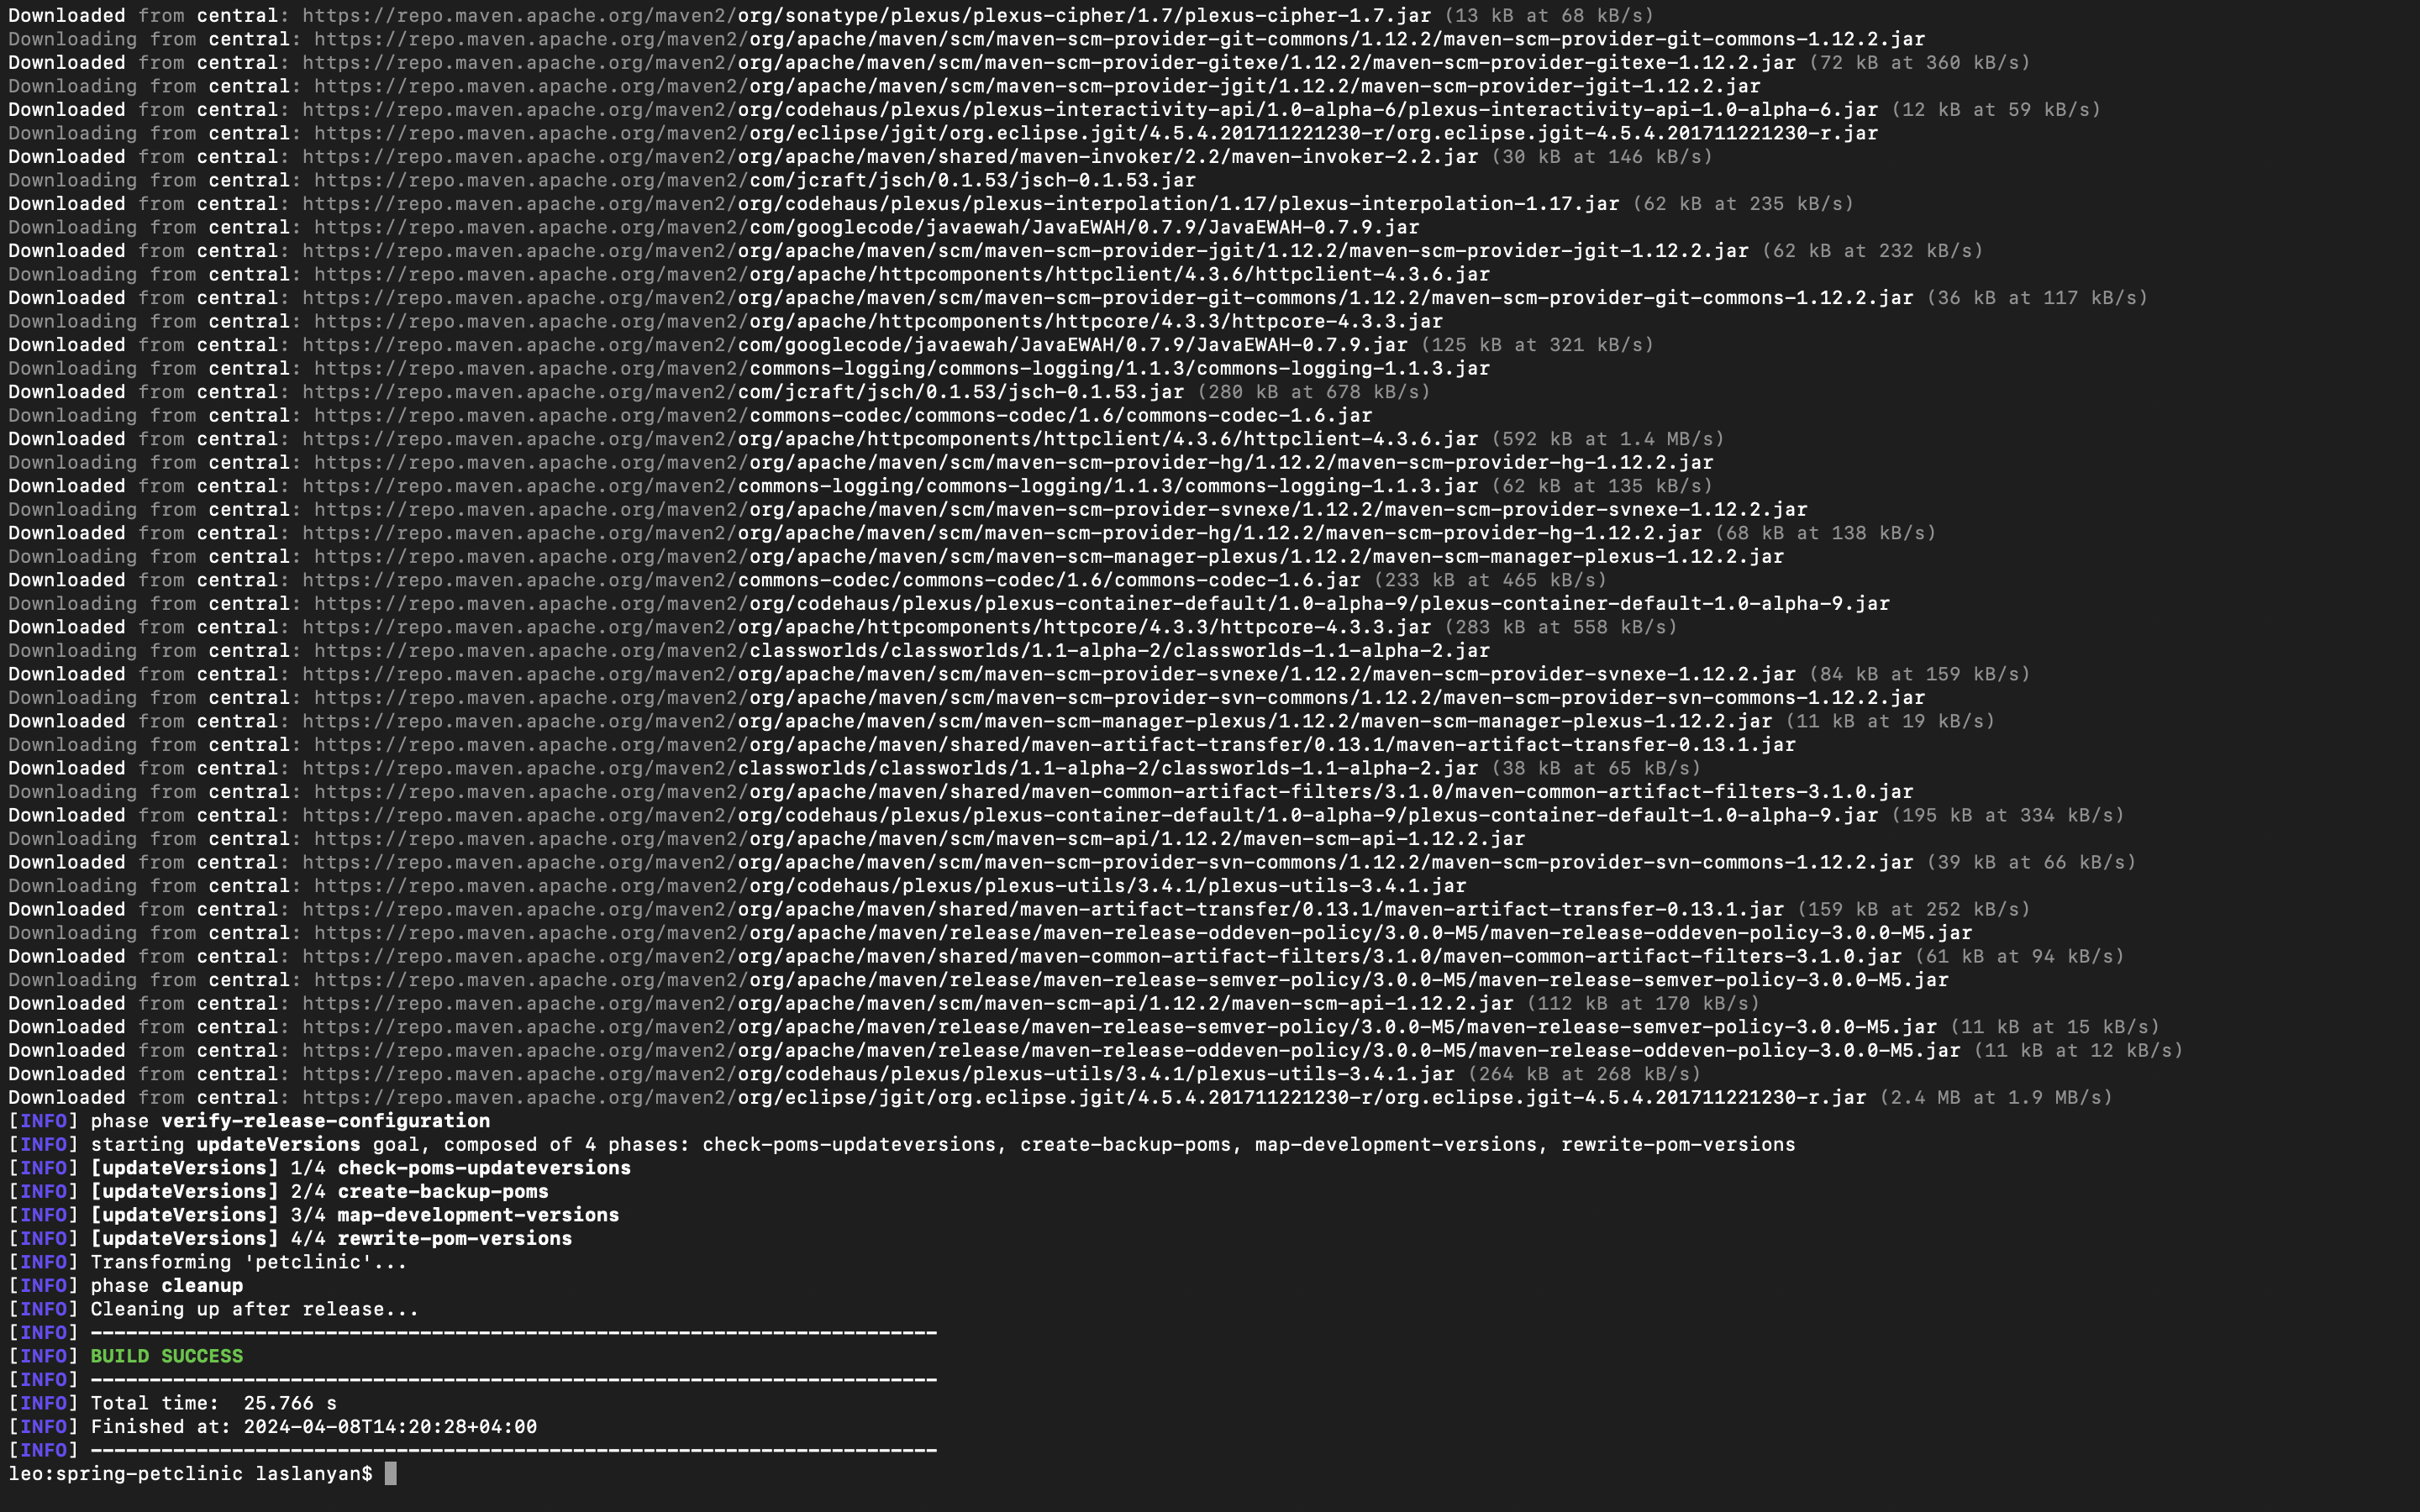 Downloaded from central: https://repo.maven.apache.org/maven2/org/sonatype/plexus/plexus-cipher/1.7/plexus-cipher-1.7.jar (13 kB at 68 kB/s)
Downloading from central: https://repo.maven.apache.org/maven2/org/apache/maven/scm/maven-scm-provider-git-commons/1.12.2/maven-scm-provider-git-commons-1.12.2.jar
Downloaded from central: https://repo.maven.apache.org/maven2/org/apache/maven/scm/maven-scm-provider-gitexe/1.12.2/maven-scm-provider-gitexe-1.12.2.jar (72 kB at 360 kB/s)
Downloading from central: https://repo.maven.apache.org/maven2/org/apache/maven/scm/maven-scm-provider-jgit/1.12.2/maven-scm-provider-jgit-1.12.2.jar
Downloaded from central: https://repo.maven.apache.org/maven2/org/codehaus/plexus/plexus-interactivity-api/1.0-alpha-6/plexus-interactivity-api-1.0-alpha-6.jar (12 kB at 59 kB/s)
Downloading from central: https://repo.maven.apache.org/maven2/org/eclipse/jgit/org.eclipse.jgit/4.5.4.201711221230-r/org.eclipse.jgit-4.5.4.201711221230-r.jar
Downloaded from central: https://repo.maven.apache.org/maven2/org/apache/maven/shared/maven-invoker/2.2/maven-invoker-2.2.jar (30 kB at 146 kB/s)
Downloading from central: https://repo.maven.apache.org/maven2/com/jcraft/jsch/0.1.53/jsch-0.1.53.jar
Downloaded from central: https://repo.maven.apache.org/maven2/org/codehaus/plexus/plexus-interpolation/1.17/plexus-interpolation-1.17.jar (62 kB at 235 kB/s)
Downloading from central: https://repo.maven.apache.org/maven2/com/googlecode/javaewah/JavaEWAH/0.7.9/JavaEWAH-0.7.9.jar
Downloaded from central: https://repo.maven.apache.org/maven2/org/apache/maven/scm/maven-scm-provider-jgit/1.12.2/maven-scm-provider-jgit-1.12.2.jar (62 kB at 232 kB/s)
Downloading from central: https://repo.maven.apache.org/maven2/org/apache/httpcomponents/httpclient/4.3.6/httpclient-4.3.6.jar
Downloaded from central: https://repo.maven.apache.org/maven2/org/apache/maven/scm/maven-scm-provider-git-commons/1.12.2/maven-scm-provider-git-commons-1.12.2.jar (36 kB at 117 kB/s)
Downloading from central: https://repo.maven.apache.org/maven2/org/apache/httpcomponents/httpcore/4.3.3/httpcore-4.3.3.jar
Downloaded from central: https://repo.maven.apache.org/maven2/com/googlecode/javaewah/JavaEWAH/0.7.9/JavaEWAH-0.7.9.jar (125 kB at 321 kB/s)
Downloading from central: https://repo.maven.apache.org/maven2/commons-logging/commons-logging/1.1.3/commons-logging-1.1.3.jar
Downloaded from central: https://repo.maven.apache.org/maven2/com/jcraft/jsch/0.1.53/jsch-0.1.53.jar (280 kB at 678 kB/s)
Downloading from central: https://repo.maven.apache.org/maven2/commons-codec/commons-codec/1.6/commons-codec-1.6.jar
Downloaded from central: https://repo.maven.apache.org/maven2/org/apache/httpcomponents/httpclient/4.3.6/httpclient-4.3.6.jar (592 kB at 1.4 MB/s)
Downloading from central: https://repo.maven.apache.org/maven2/org/apache/maven/scm/maven-scm-provider-hg/1.12.2/maven-scm-provider-hg-1.12.2.jar
Downloaded from central: https://repo.maven.apache.org/maven2/commons-logging/commons-logging/1.1.3/commons-logging-1.1.3.jar (62 kB at 135 kB/s)
Downloading from central: https://repo.maven.apache.org/maven2/org/apache/maven/scm/maven-scm-provider-svnexe/1.12.2/maven-scm-provider-svnexe-1.12.2.jar
Downloaded from central: https://repo.maven.apache.org/maven2/org/apache/maven/scm/maven-scm-provider-hg/1.12.2/maven-scm-provider-hg-1.12.2.jar (68 kB at 138 kB/s)
Downloading from central: https://repo.maven.apache.org/maven2/org/apache/maven/scm/maven-scm-manager-plexus/1.12.2/maven-scm-manager-plexus-1.12.2.jar
Downloaded from central: https://repo.maven.apache.org/maven2/commons-codec/commons-codec/1.6/commons-codec-1.6.jar (233 kB at 465 kB/s)
Downloading from central: https://repo.maven.apache.org/maven2/org/codehaus/plexus/plexus-container-default/1.0-alpha-9/plexus-container-default-1.0-alpha-9.jar
Downloaded from central: https://repo.maven.apache.org/maven2/org/apache/httpcomponents/httpcore/4.3.3/httpcore-4.3.3.jar (283 kB at 558 kB/s)
Downloading from central: https://repo.maven.apache.org/maven2/classworlds/classworlds/1.1-alpha-2/classworlds-1.1-alpha-2.jar
Downloaded from central: https://repo.maven.apache.org/maven2/org/apache/maven/scm/maven-scm-provider-svnexe/1.12.2/maven-scm-provider-svnexe-1.12.2.jar (84 kB at 159 kB/s)
Downloading from central: https://repo.maven.apache.org/maven2/org/apache/maven/scm/maven-scm-provider-svn-commons/1.12.2/maven-scm-provider-svn-commons-1.12.2.jar
Downloaded from central: https://repo.maven.apache.org/maven2/org/apache/maven/scm/maven-scm-manager-plexus/1.12.2/maven-scm-manager-plexus-1.12.2.jar (11 kB at 19 kB/s)
Downloading from central: https://repo.maven.apache.org/maven2/org/apache/maven/shared/maven-artifact-transfer/0.13.1/maven-artifact-transfer-0.13.1.jar
Downloaded from central: https://repo.maven.apache.org/maven2/classworlds/classworlds/1.1-alpha-2/classworlds-1.1-alpha-2.jar (38 kB at 65 kB/s)
Downloading from central: https://repo.maven.apache.org/maven2/org/apache/maven/shared/maven-common-artifact-filters/3.1.0/maven-common-artifact-filters-3.1.0.jar
Downloaded from central: https://repo.maven.apache.org/maven2/org/codehaus/plexus/plexus-container-default/1.0-alpha-9/plexus-container-default-1.0-alpha-9.jar (195 kB at 334 kB/s)
Downloading from central: https://repo.maven.apache.org/maven2/org/apache/maven/scm/maven-scm-api/1.12.2/maven-scm-api-1.12.2.jar
Downloaded from central: https://repo.maven.apache.org/maven2/org/apache/maven/scm/maven-scm-provider-svn-commons/1.12.2/maven-scm-provider-svn-commons-1.12.2.jar (39 kB at 66 kB/s)
Downloading from central: https://repo.maven.apache.org/maven2/org/codehaus/plexus/plexus-utils/3.4.1/plexus-utils-3.4.1.jar
Downloaded from central: https://repo.maven.apache.org/maven2/org/apache/maven/shared/maven-artifact-transfer/0.13.1/maven-artifact-transfer-0.13.1.jar (159 kB at 252 kB/s)
Downloading from central: https://repo.maven.apache.org/maven2/org/apache/maven/release/maven-release-oddeven-policy/3.0.0-M5/maven-release-oddeven-policy-3.0.0-M5.jar
Downloaded from central: https://repo.maven.apache.org/maven2/org/apache/maven/shared/maven-common-artifact-filters/3.1.0/maven-common-artifact-filters-3.1.0.jar (61 kB at 94 kB/s)
Downloading from central: https://repo.maven.apache.org/maven2/org/apache/maven/release/maven-release-semver-policy/3.0.0-M5/maven-release-semver-policy-3.0.0-M5.jar
Downloaded from central: https://repo.maven.apache.org/maven2/org/apache/maven/scm/maven-scm-api/1.12.2/maven-scm-api-1.12.2.jar (112 kB at 170 kB/s)
Downloaded from central: https://repo.maven.apache.org/maven2/org/apache/maven/release/maven-release-semver-policy/3.0.0-M5/maven-release-semver-policy-3.0.0-M5.jar (11 kB at 15 kB/s)
Downloaded from central: https://repo.maven.apache.org/maven2/org/apache/maven/release/maven-release-oddeven-policy/3.0.0-M5/maven-release-oddeven-policy-3.0.0-M5.jar (11 kB at 12 kB/s)
Downloaded from central: https://repo.maven.apache.org/maven2/org/codehaus/plexus/plexus-utils/3.4.1/plexus-utils-3.4.1.jar (264 kB at 268 kB/s)
Downloaded from central: https://repo.maven.apache.org/maven2/org/eclipse/jgit/org.eclipse.jgit/4.5.4.201711221230-r/org.eclipse.jgit-4.5.4.201711221230-r.jar (2.4 MB at 1.9 MB/s)
[INFO] phase verify-release-configuration
[INFO] starting updateVersions goal, composed of 4 phases: check-poms-updateversions, create-backup-poms, map-development-versions, rewrite-pom-versions
[INFO] [updateVersions] 1/4 check-poms-updateversions
[INFO] [updateVersions] 2/4 create-backup-poms
[INFO] [updateVersions] 3/4 map-development-versions
[INFO] [updateVersions] 4/4 rewrite-pom-versions
[INFO] Transforming 'petclinic'...
[INFO] phase cleanup
[INFO] Cleaning up after release...
[INFO] ------------------------------------------------------------------------
[INFO] BUILD SUCCESS
[INFO] ------------------------------------------------------------------------
[INFO] Total time:  25.766 s
[INFO] Finished at: 2024-04-08T14:20:28+04:00
[INFO] ------------------------------------------------------------------------
leo:spring-petclinic laslanyan$